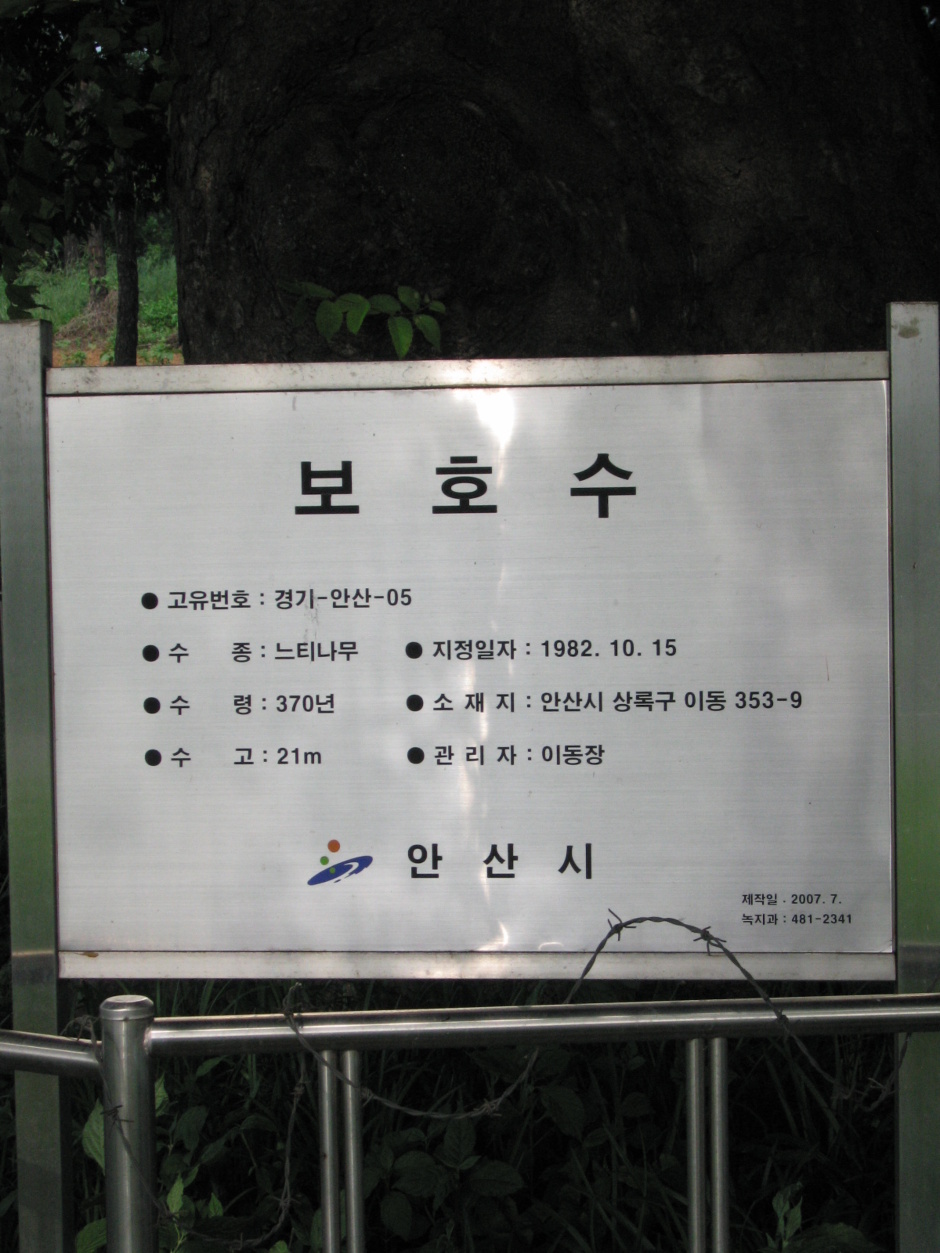 보 호 수
● 고유번호 : 경기-안산-05
● 수 종 : 느티나무 ● 지정일자 : 1982. 10. 15
● 수 령 : 370년 ● 소 재 지 : 안산시 상록구 이동 353-9
● 수 고 : 21m ● 관 리 자 : 이동장
안 산 시
제작일 . 2007. 7.
녹지과 : 481-2341